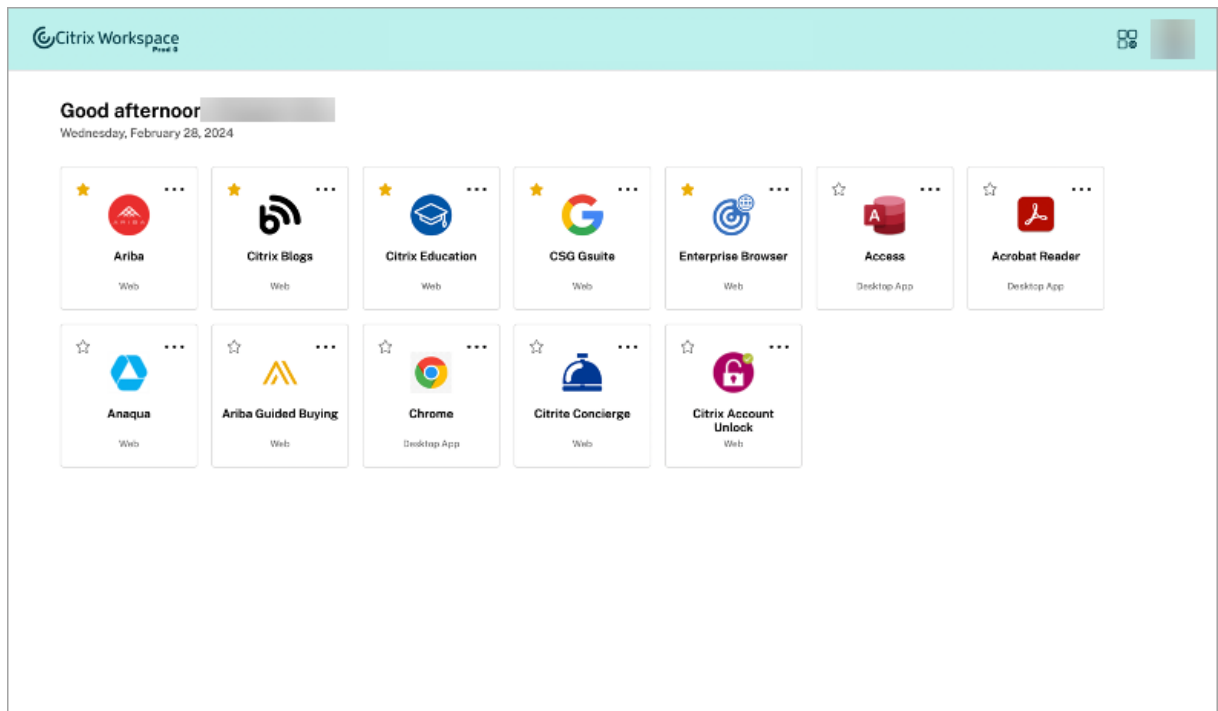 Citrix Workspace
Prod 8
Good afternoon
Wednesday, February 28, 2024
ARIBA
Ariba
Web
Citrix Blogs
Web
Citrix Education
Web
CSG Gsuite
Web
Enterprise Browser
Web
A
Access
Desktop App
Acrobat Reader
Desktop App
Anaqua
Web
Ariba Guided Buying
Web
Chrome
Desktop App
Citrite Concierge
Web
Citrix Account
Unlock
Web